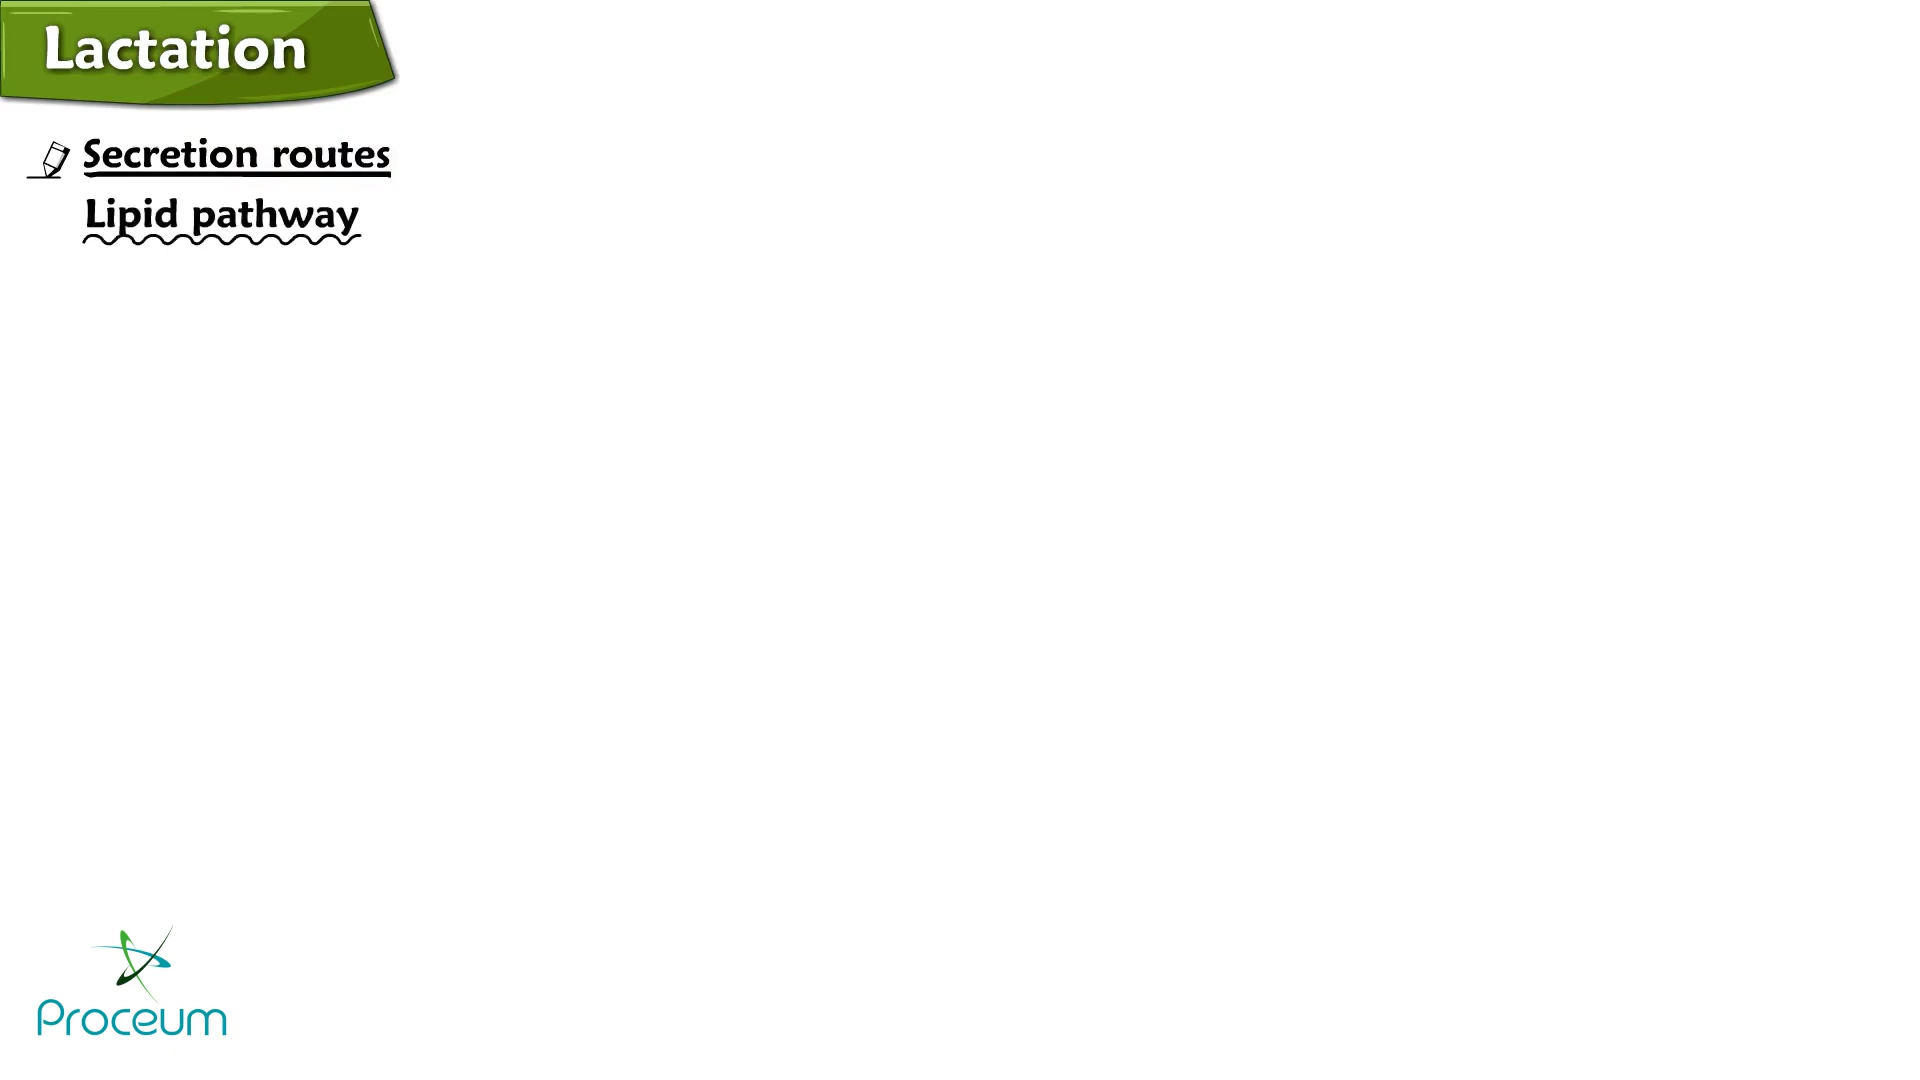 Lactation
Secretion routes
Lipid pathway
Proceum